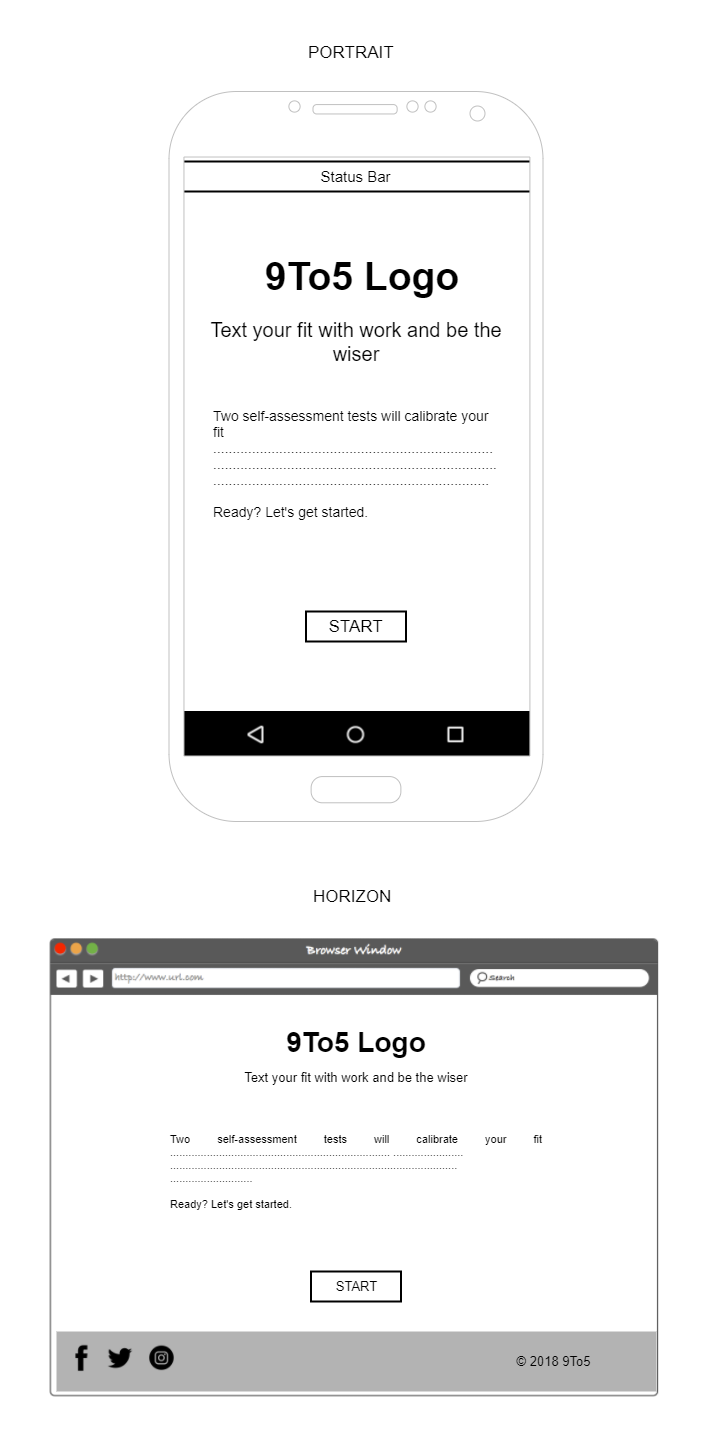 PORTRAIT
Status Bar
9To5 Logo
Text your fit with work and be the
wiser
Two self-assessment tests will calibrate your
fit
.......................................................................
........................................................................
......................................................................
Ready? Let's get started.
START
HORIZON
Browser Window
http://www.url.com
Search
9To5 Logo
Text your fit with work and be the wiser
Two self-assessment tests will calibrate your fit
......................................................................... .......................
...............................................................................................
...........................
Ready? Let's get started.
START
© 2018 9To5